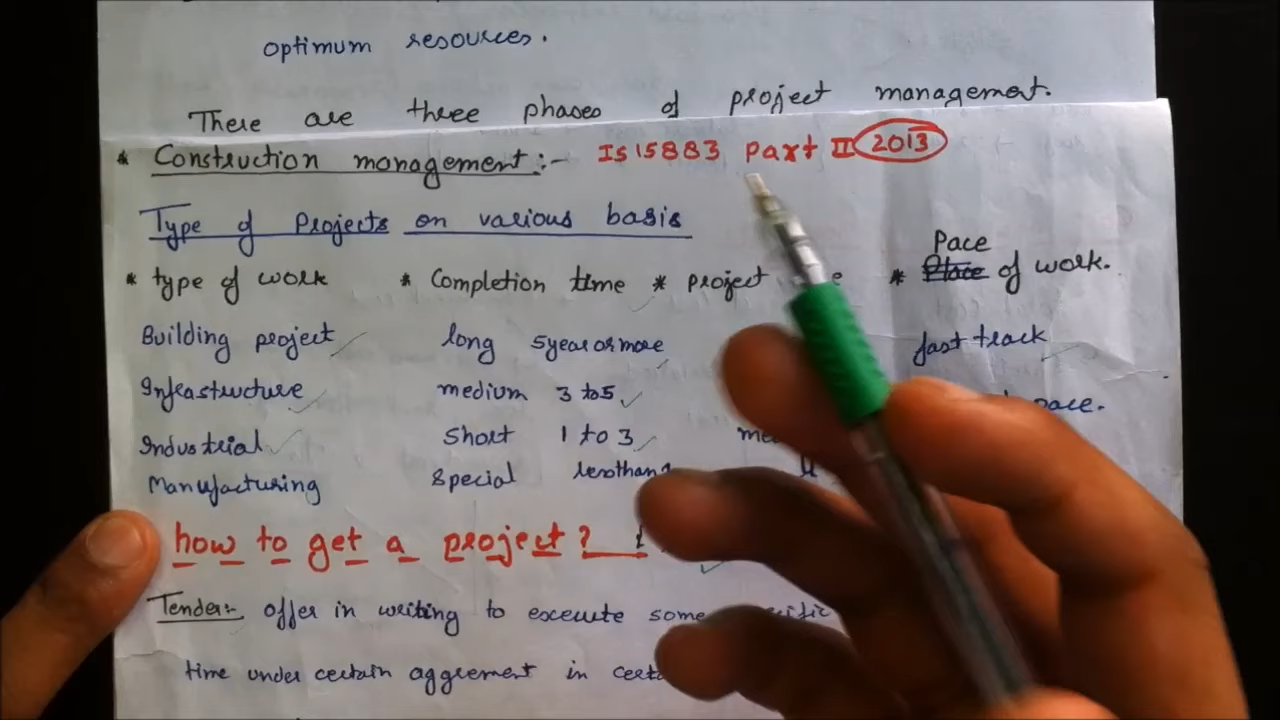 optimum resources.
There are three phases of project management.
* Construction management:- IS 15883 Part II 2013
Type of Projects on various basis
* type of work * Completion time * project * Place Pace of work.
Building project long 5year or more fast track
Infrastructure medium 3 to 5 pace.
Industrial Short 1 to 3
Manufacturing Special lessthan
how to get a project?
Tender:- offer in writing to execute some
time under certain aggrement in